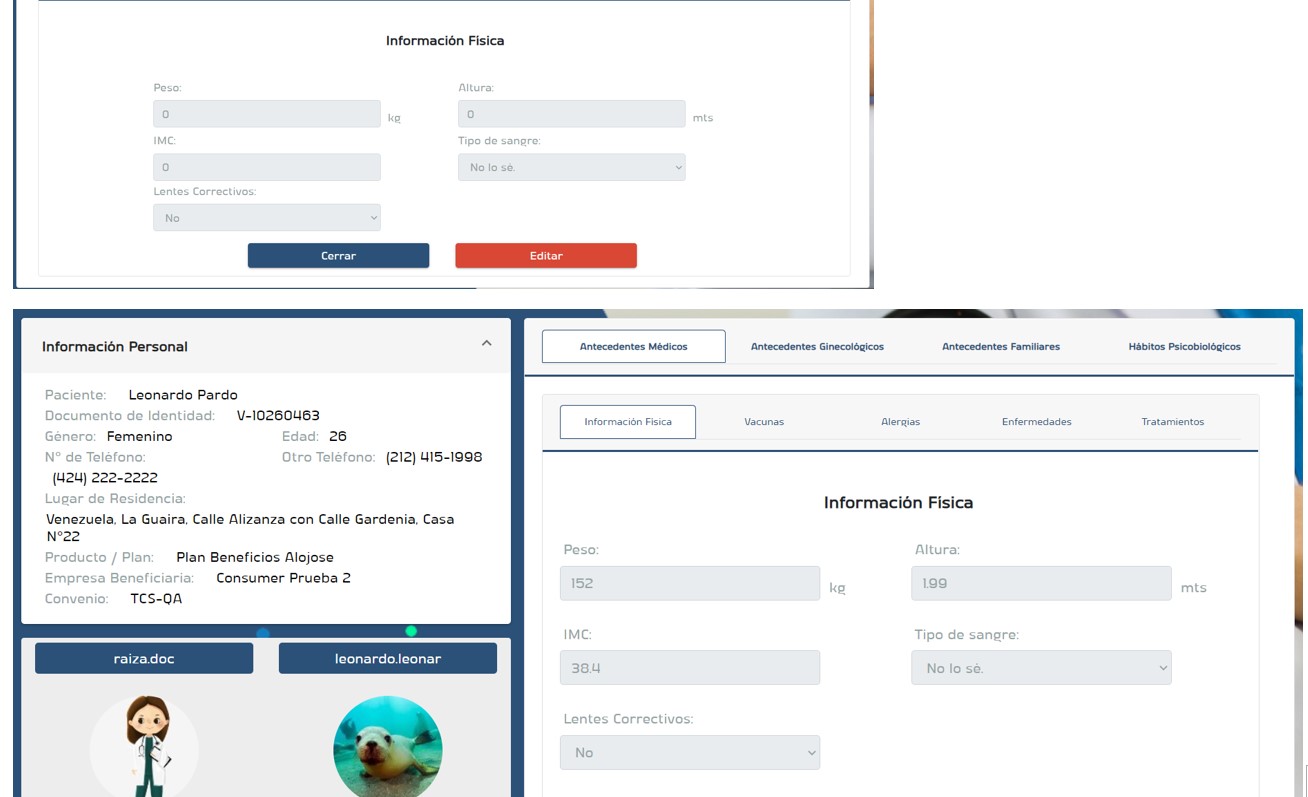 Información Física
Peso: Altura:
0 kg 0 mts
IMC: Tipo de sangre:
0 No lo sé.
Lentes Correctivos:
No
Cerrar Editar
Información Personal
Paciente: Leonardo Pardo
Documento de Identidad: V-10260463
Género: Femenino Edad: 26
N° de Teléfono: Otro Teléfono: (212) 415-1998
(424) 222-2222
Lugar de Residencia:
Venezuela, La Guaira, Calle Alizanza con Calle Gardenia, Casa
N°22
Producto / Plan: Plan Beneficios Alojose
Empresa Beneficiaria: Consumer Prueba 2
Convenio: TCS-QA
raiza.doc leonardo.leonar
Antecedentes Médicos Antecedentes Ginecológicos Antecedentes Familiares Hábitos Psicobiológicos
Información Física Vacunas Alergias Enfermedades Tratamientos
Información Física
Peso: Altura:
152 kg 1.99 mts
IMC: Tipo de sangre:
38.4 No lo sé.
Lentes Correctivos:
No